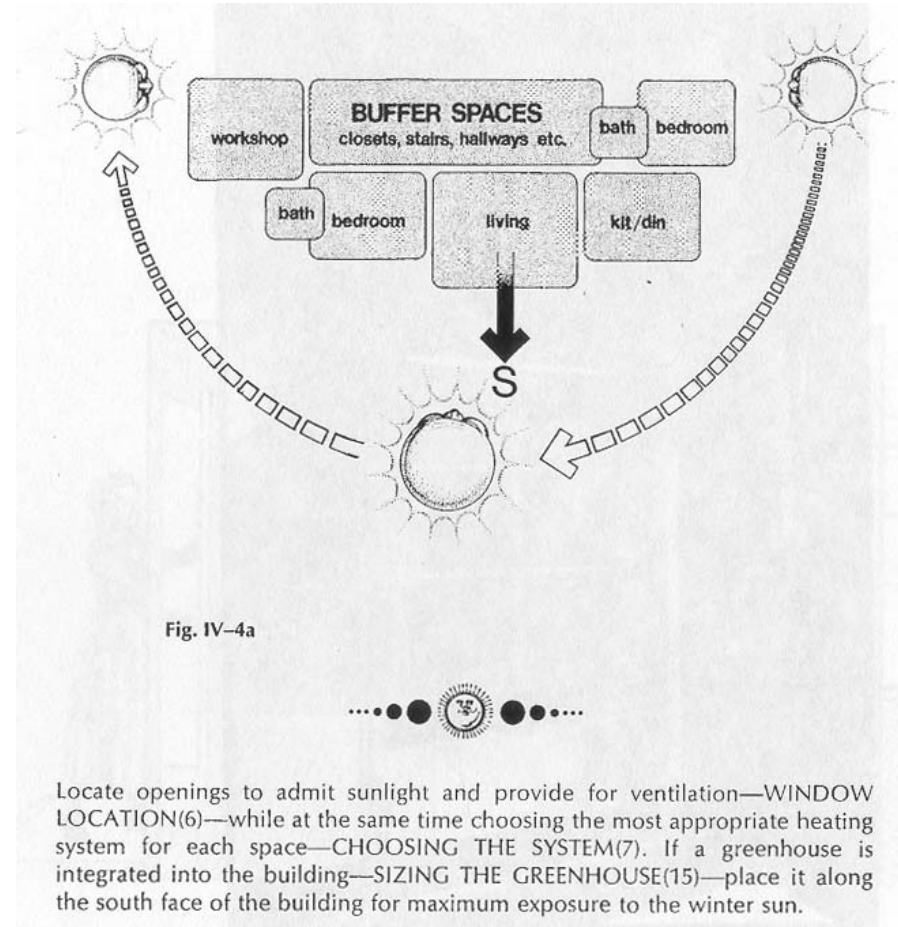 BUFFER SPACES
workshop
closets, stairs, hallways etc.
bath
bedroom
bath
bedroom
living
kit/din
S
Fig. IV–4a
Locate openings to admit sunlight and provide for ventilation—WINDOW
LOCATION(6)—while at the same time choosing the most appropriate heating
system for each space—CHOOSING THE SYSTEM(7). If a greenhouse is
integrated into the building—SIZING THE GREENHOUSE(15)—place it along
the south face of the building for maximum exposure to the winter sun.